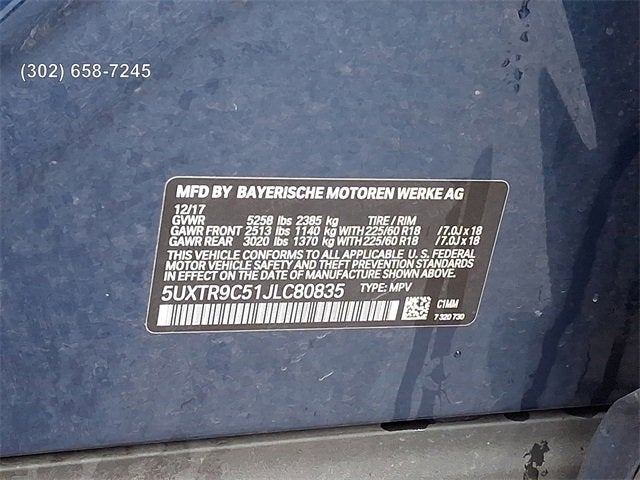 (302) 658-7245
MFD BY BAYERISCHE MOTOREN WERKE AG
12/17
GVWR 5258 lbs 2385 kg TIRE / RIM
GAWR FRONT 2513 lbs 1140 kg WITH 225/60 R18 / 7.0J x 18
GAWR REAR 3020 lbs 1370 kg WITH 225/60 R18 / 7.0J x 18
THIS VEHICLE CONFORMS TO ALL APPLICABLE U. S. FEDERAL
MOTOR VEHICLE SAFETY AND THEFT PREVENTION STANDARDS IN
EFFECT ON THE DATE OF MANUFACTURE SHOWN ABOVE.
5UXTR9C51JLC80835 TYPE: MPV
C1MM
7 320 730